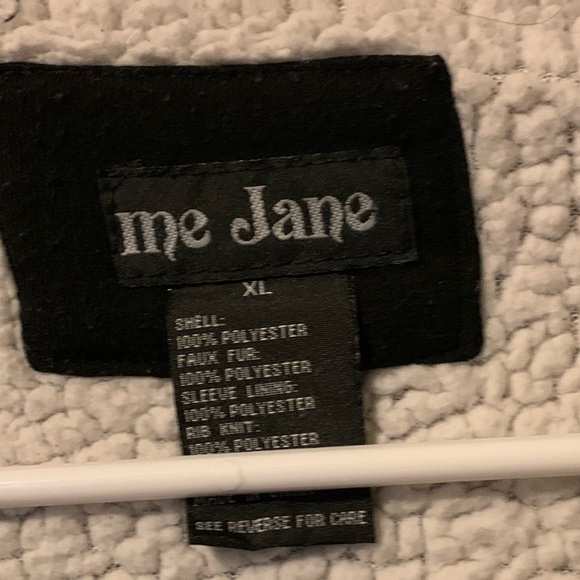 me Jane
XL
SHELL:
100% POLYESTER
FAUX FUR:
100% POLYESTER
SLEEVE LINING:
100% POLYESTER
RIB KNIT:
100% POLYESTER
SEE REVERSE FOR CARE